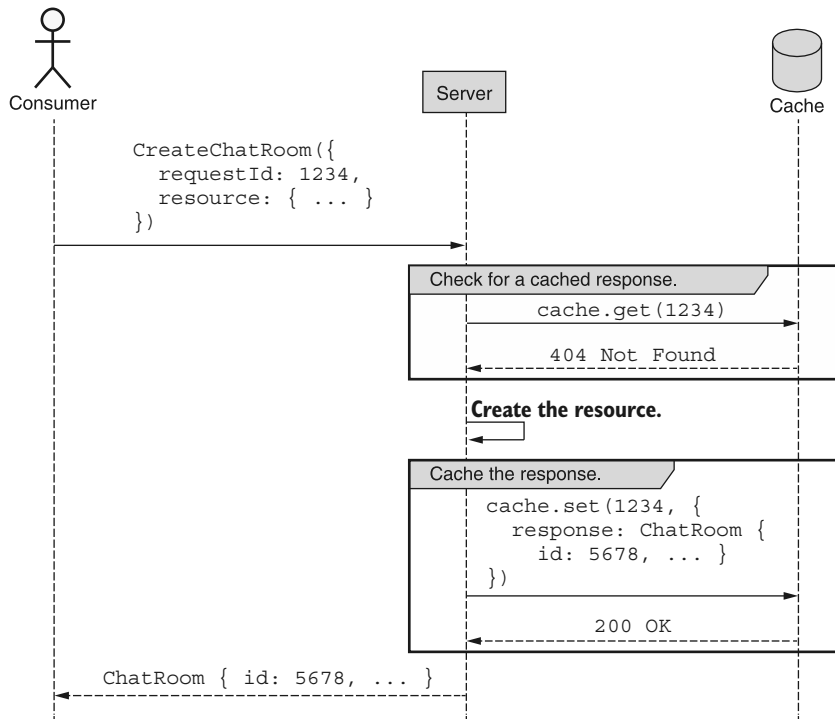 Consumer
Server
Cache
CreateChatRoom({
requestId: 1234,
resource: { ... }
})
Check for a cached response.
cache.get(1234)
404 Not Found
Create the resource.
Cache the response.
cache.set(1234, {
response: ChatRoom {
id: 5678, ... }
})
200 OK
ChatRoom { id: 5678, ... }